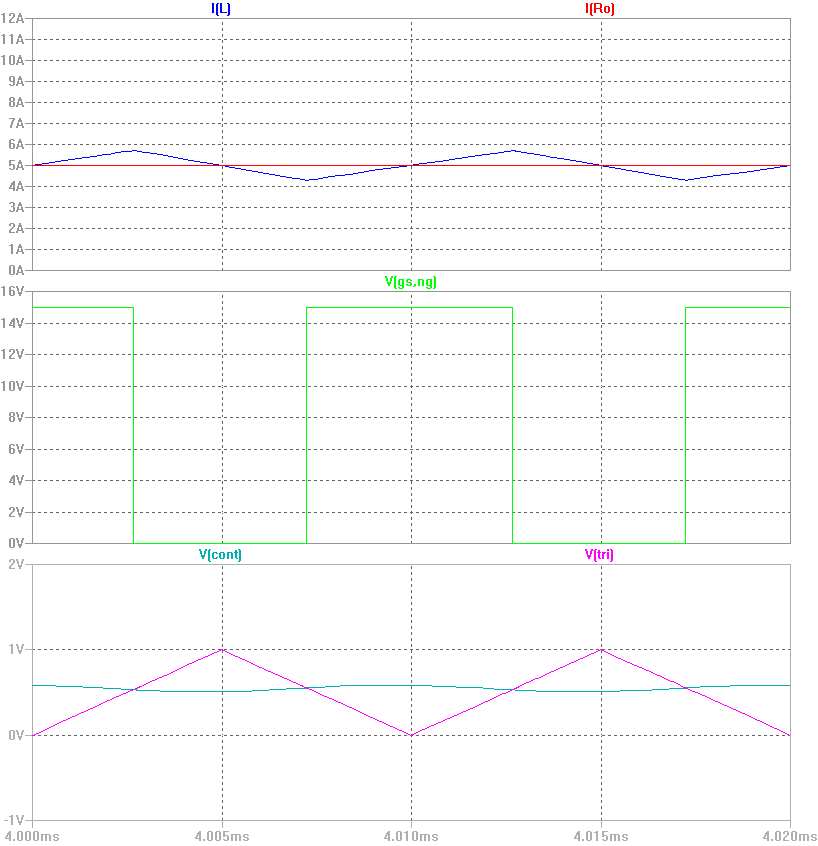 I(L) I(Ro)
12A
11A
10A
9A
8A
7A
6A
5A
4A
3A
2A
1A
0A
V(gs,ng)
16V
14V
12V
10V
8V
6V
4V
2V
0V
V(cont) V(tri)
2V
1V
0V
-1V
4.000ms 4.005ms 4.010ms 4.015ms 4.020ms